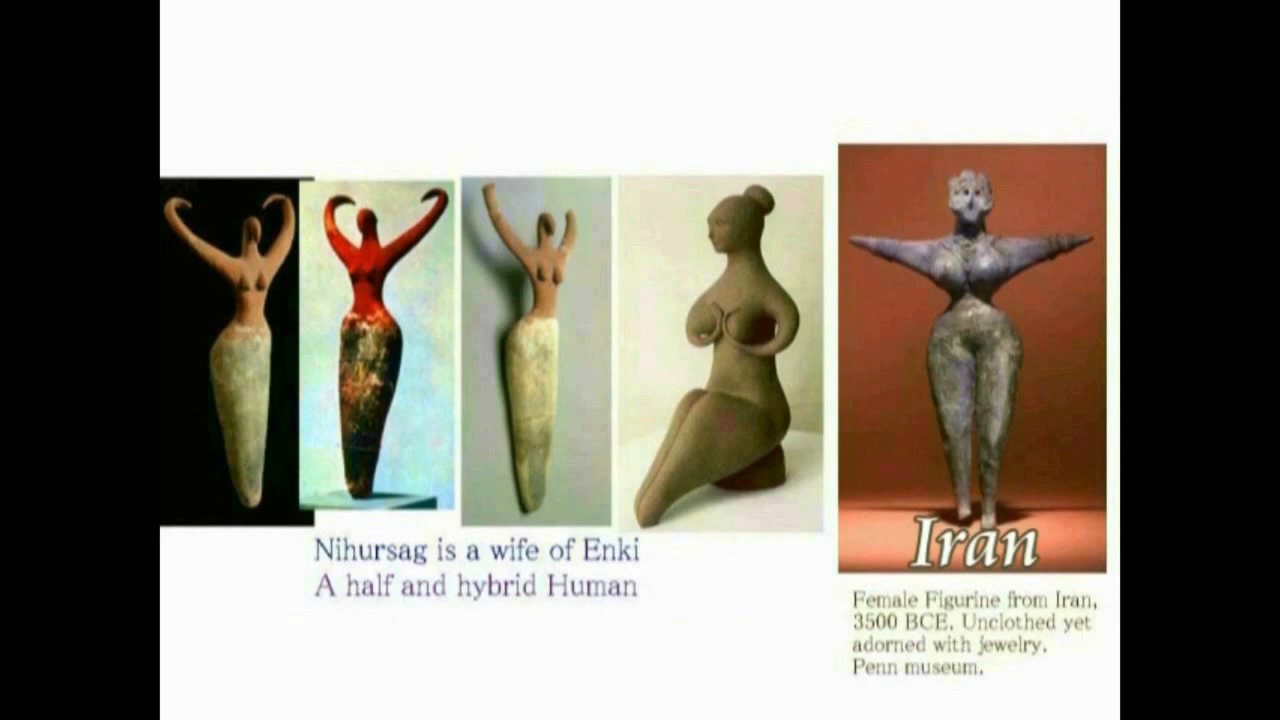 Nihursag is a wife of Enki
A half and hybrid Human
Iran
Female Figurine from Iran,
3500 BCE. Unclothed yet
adorned with jewelry.
Penn museum.